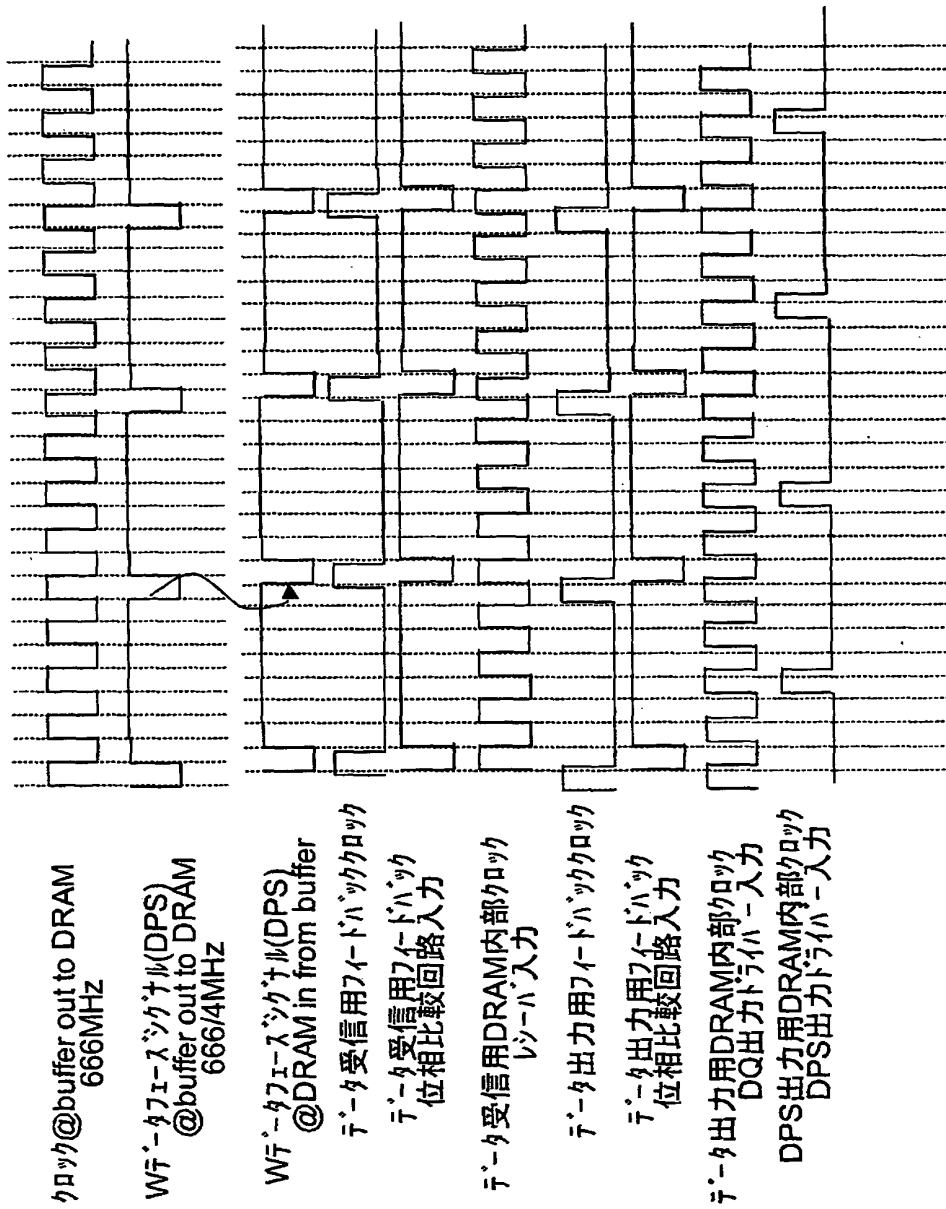 クロック@buffer out to DRAM
666MHz
Wデータフェーズシグナル(DPS)
@buffer out to DRAM
666/4MHz
Wデータフェーズシグナル(DPS)
@DRAM in from buffer
データ受信用フィードバッククロック
データ受信用フィードバック
位相比較回路入力
データ受信用DRAM内部クロック
レシーバ入力
データ出力用フィードバッククロック
データ出力用フィードバック
位相比較回路入力
データ出力用DRAM内部クロック
DQ出力ドライバー入力
DPS出力用DRAM内部クロック
DPS出力ドライバー入力